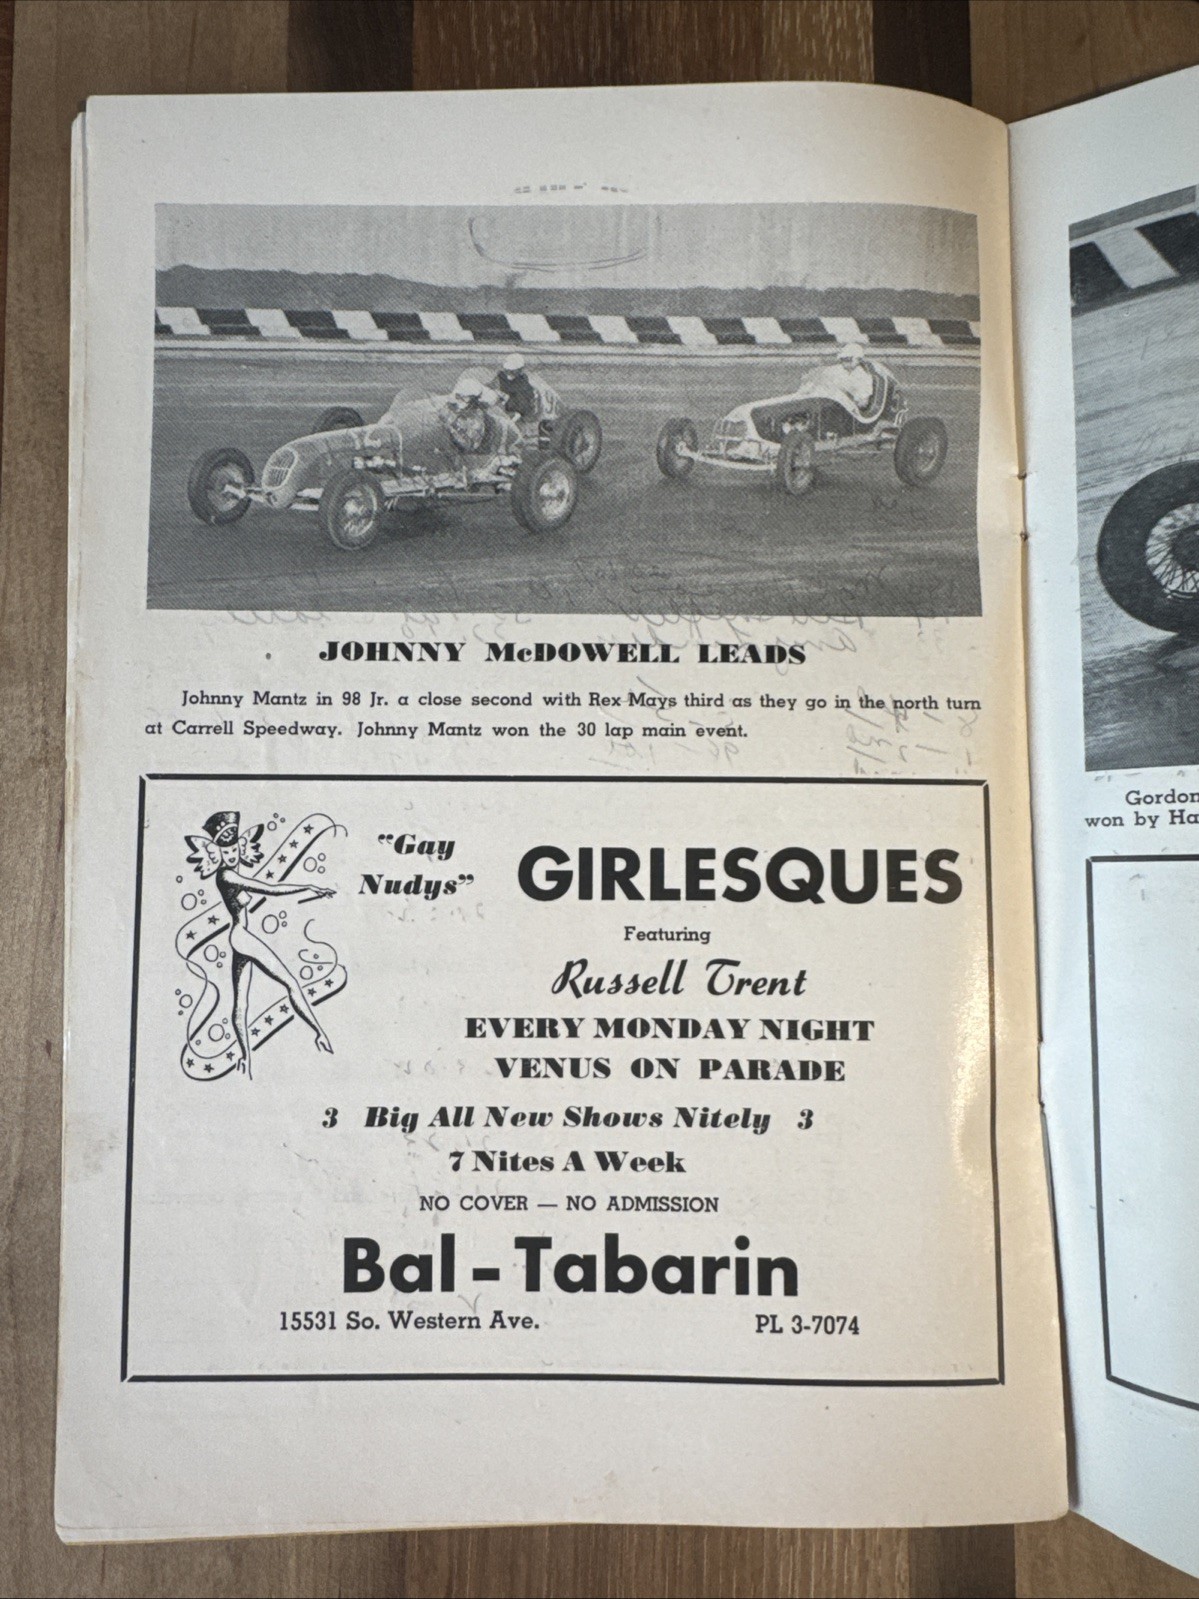 JOHNNY McDOWELL LEADS
Johnny Mantz in 98 Jr. a close second with Rex Mays third as they go in the north turn
at Carrell Speedway. Johnny Mantz won the 30 lap main event.
"Gay
Nudys"
GIRLESQUES
Featuring
Russell Trent
EVERY MONDAY NIGHT
VENUS ON PARADE
3 Big All New Shows Nitely 3
7 Nites A Week
NO COVER — NO ADMISSION
Bal-Tabarin
15531 So. Western Ave. PL 3-7074
Gordon
won by Ha